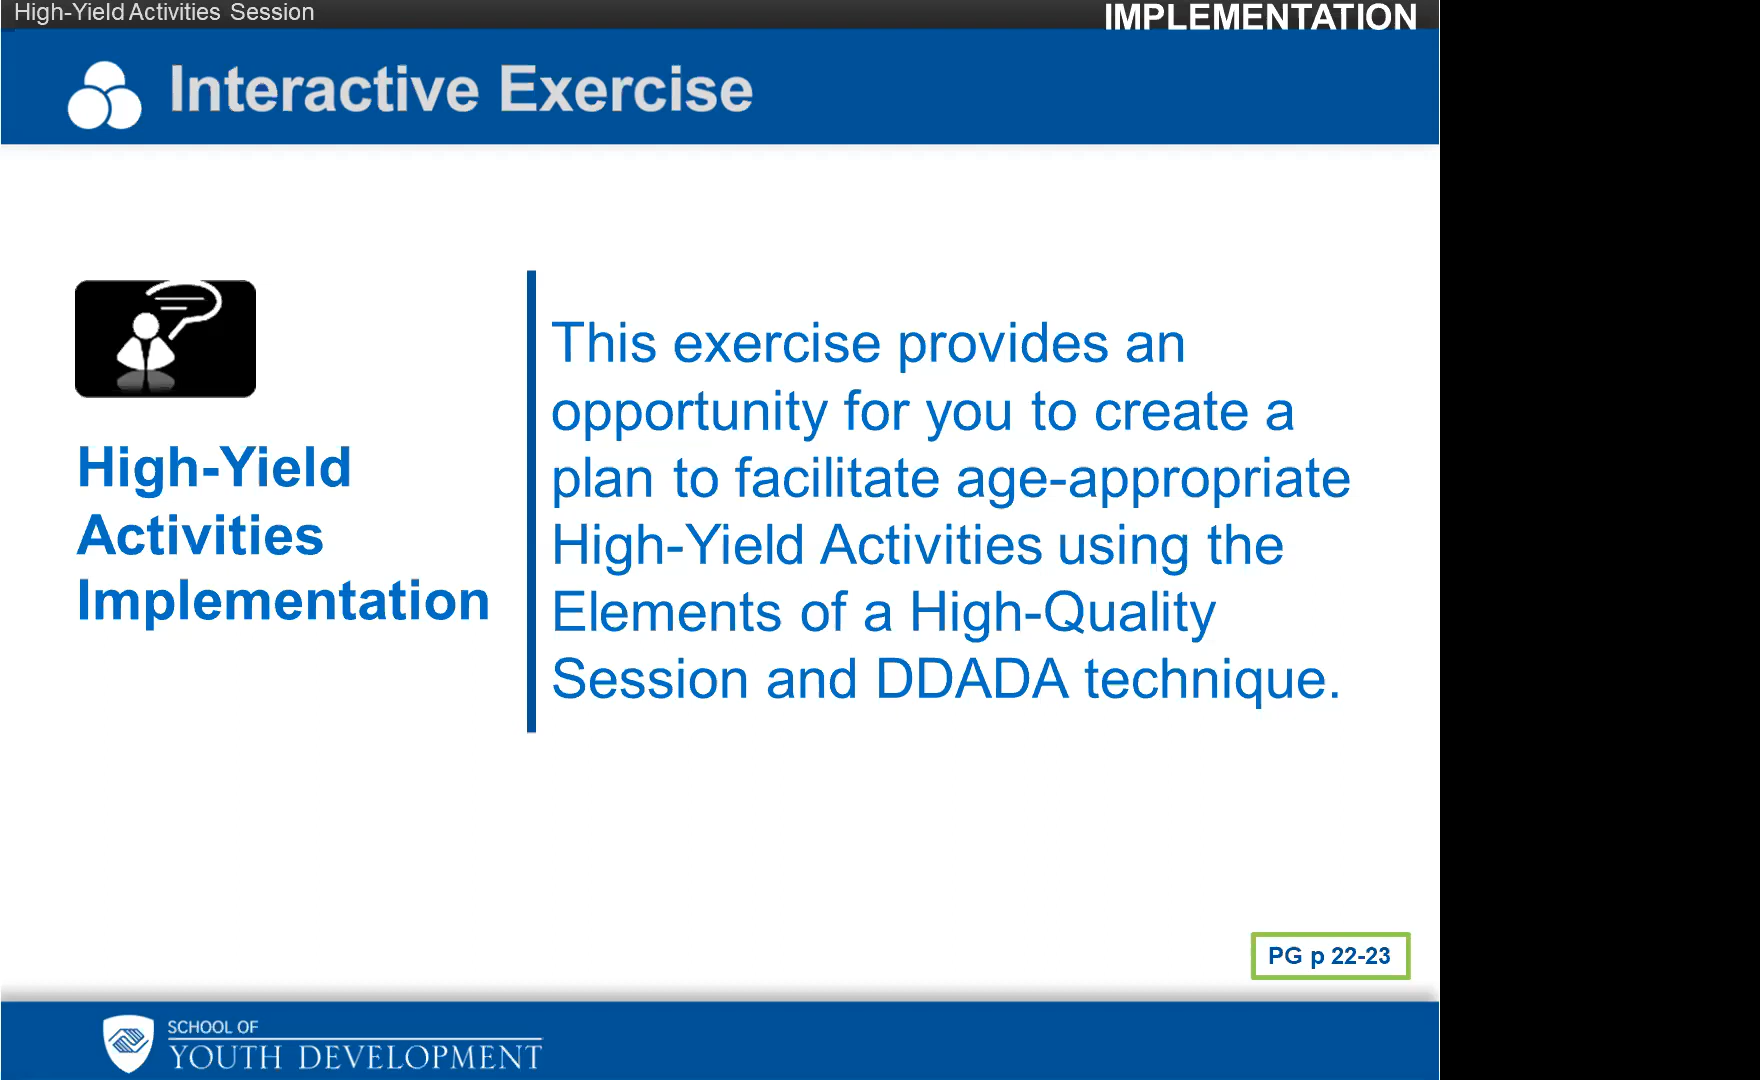 High-Yield Activities Session
IMPLEMENTATION
Interactive Exercise
High-Yield
Activities
Implementation
This exercise provides an
opportunity for you to create a
plan to facilitate age-appropriate
High-Yield Activities using the
Elements of a High-Quality
Session and DDADA technique.
PG p 22-23
SCHOOL OF
YOUTH DEVELOPMENT